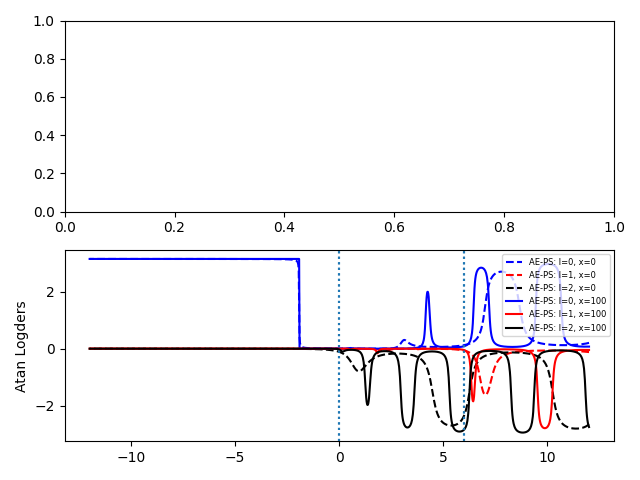 1.0
0.8
0.6
0.4
0.2
0.0
0.0 0.2 0.4 0.6 0.8 1.0
Atan Logders
2
0
−2
AE-PS: l=0, x=0
AE-PS: l=1, x=0
AE-PS: l=2, x=0
AE-PS: l=0, x=100
AE-PS: l=1, x=100
AE-PS: l=2, x=100
−10 −5 0 5 10